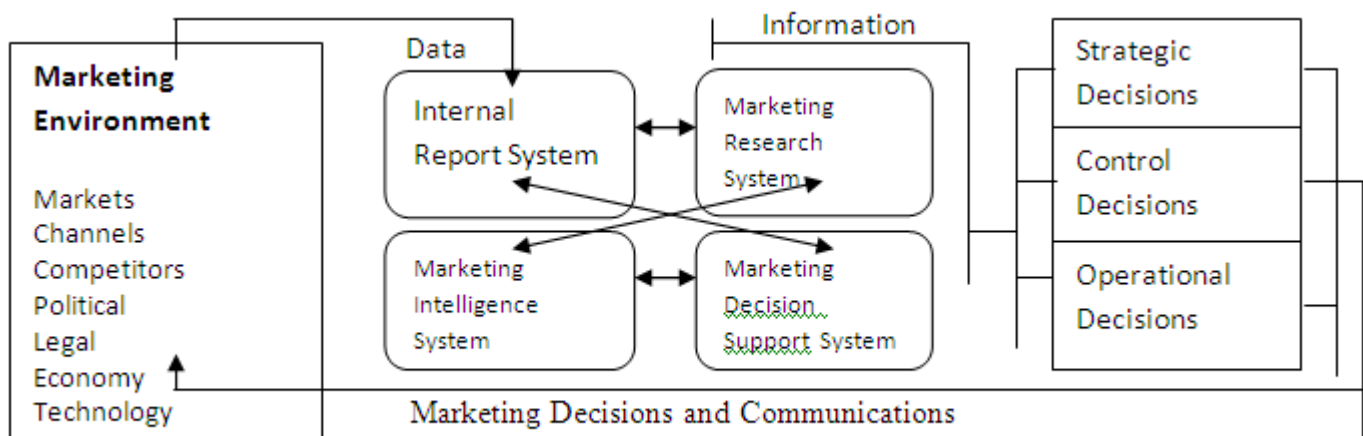 Information
Data
Marketing
Environment
Markets
Channels
Competitors
Political
Legal
Economy
Technology
Internal
Report System
Marketing
Research
System
Marketing
Intelligence
System
Marketing
Decision
Support System
Strategic
Decisions
Control
Decisions
Operational
Decisions
Marketing Decisions and Communications